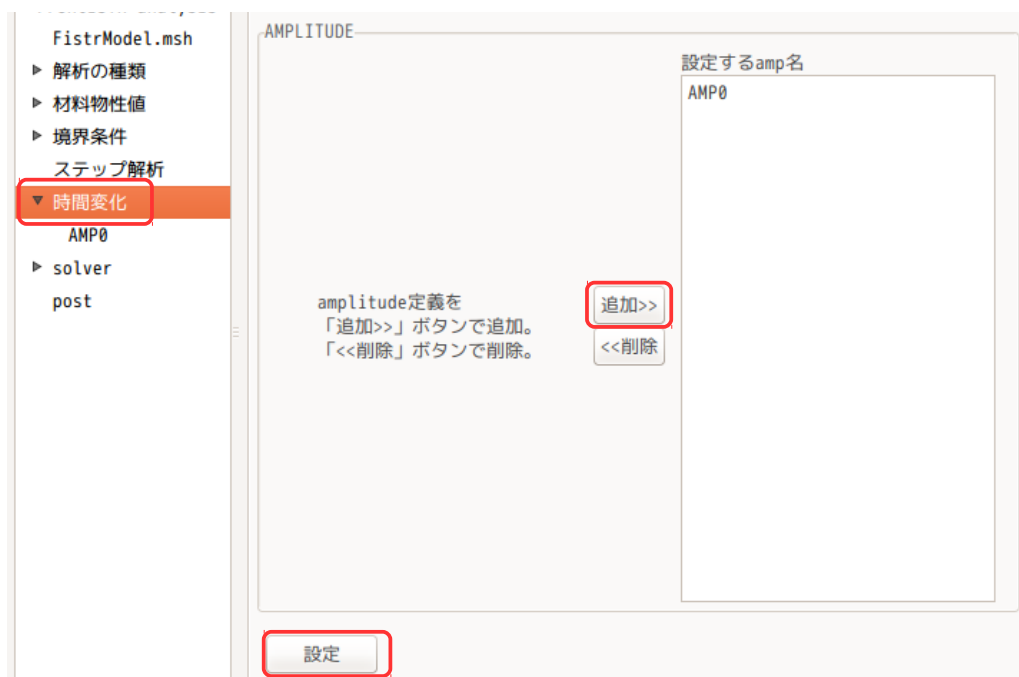 FistrModel.msh
解析の種類
材料物性値
境界条件
ステップ解析
時間変化
AMP0
solver
post
AMPLITUDE
設定するamp名
AMP0
amplitude定義を
「追加>>」ボタンで追加。
「<<削除」ボタンで削除。
追加>>
<<削除
設定